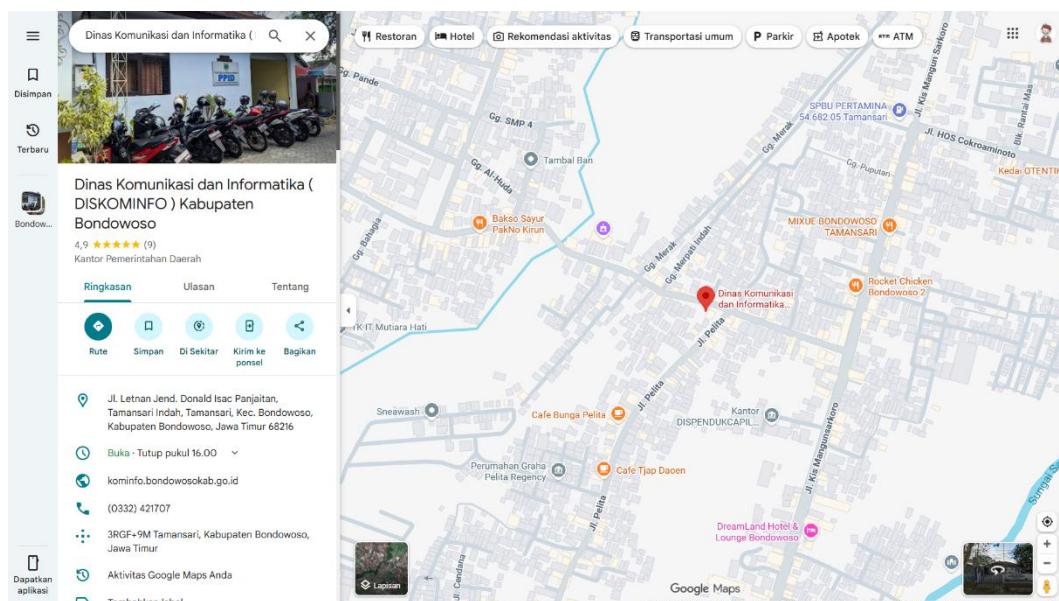 Dinas Komunikasi dan Informatika (
Disimpan
Terbaru
Bondow...
Dapatkan
aplikasi
PPID
Dinas Komunikasi dan Informatika (
DISKOMINFO ) Kabupaten
Bondowoso
4,9 ★★★★★ (9)
Kantor Pemerintahan Daerah
Ringkasan Ulasan Tentang
Rute Simpan Di Sekitar Kirim ke
ponsel Bagikan
Jl. Letnan Jend. Donald Isac Panjaitan,
Tamansari Indah, Tamansari, Kec. Bondowoso,
Kabupaten Bondowoso, Jawa Timur 68216
Buka · Tutup pukul 16.00
kominfo.bondowosokab.go.id
(0332) 421707
3RGF+9M Tamansari, Kabupaten Bondowoso,
Jawa Timur
Aktivitas Google Maps Anda
Restoran Hotel Rekomendasi aktivitas Transportasi umum P Parkir Apotek ATM ATM
Gg. Pande
Gg. SMP 4
Tambal Ban
Gg. Al-Huda
Gg. Bahagia
Bakso Sayur
PakNo Kirun
Gg. Merak
SPBU PERTAMINA
54.682.05 Tamansari
Jl. Kis Mangun Sarkoro
Jl. HOS Cokroaminoto
Blk. Rantai Mas
Kedai OTENTIK
Gg. Puputan
MIXUE BONDOWOSO
TAMANSARI
Gg. Merak
Gg. Merpati Indah
Rocket Chicken
Bondowoso 2
Dinas Komunikasi
dan Informatika...
TK IT Mutiara Hati
Jl. Pelita
Sneawash
Cafe Bunga Pelita
Jl. Pelita
Kantor
DISPENDUKCAPIL...
Perumahan Graha
Pelita Regency
Cafe Tjap Daoen
Jl. Kis Mangunsarkoro
Jl. Pelita
DreamLand Hotel &
Lounge Bondowoso
Jl. Cendana
Lapisan
Google Maps